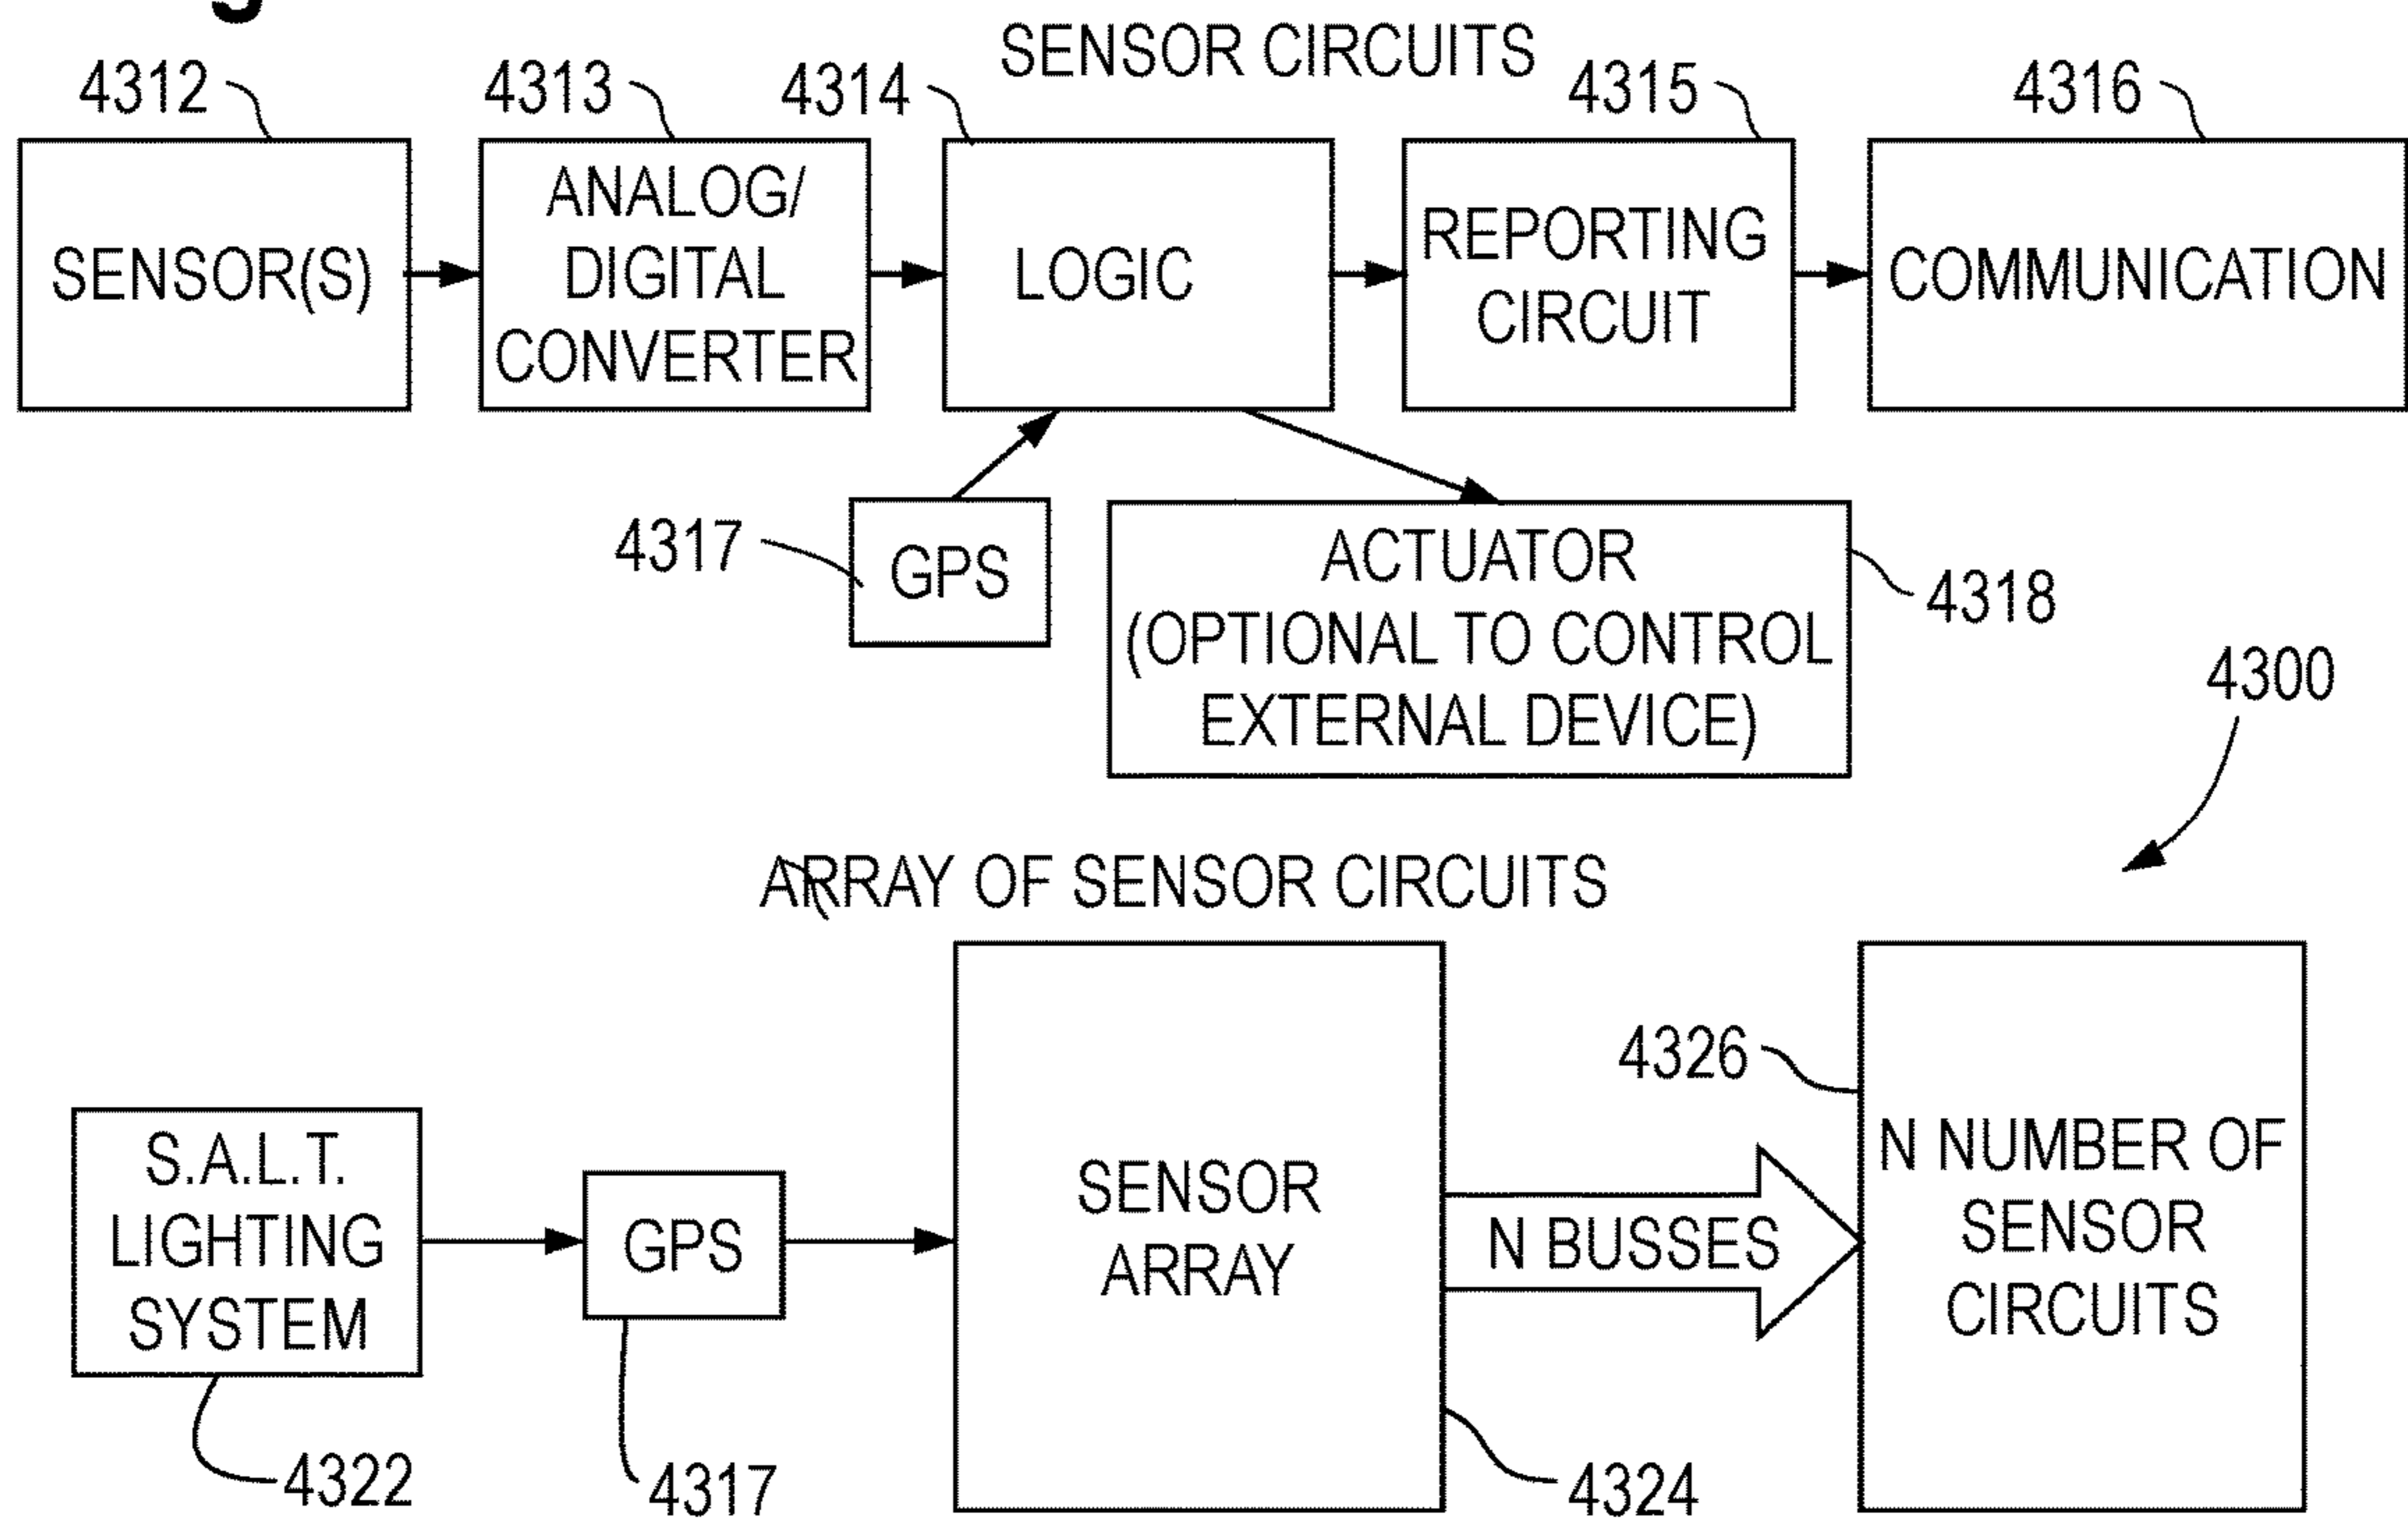 SENSOR CIRCUITS
4312
4313
4314
4315
4316
SENSOR(S)
ANALOG/
DIGITAL
CONVERTER
LOGIC
REPORTING
CIRCUIT
COMMUNICATION
4317
GPS
ACTUATOR
(OPTIONAL TO CONTROL
EXTERNAL DEVICE)
4318
4300
ARRAY OF SENSOR CIRCUITS
S.A.L.T.
LIGHTING
SYSTEM
GPS
SENSOR
ARRAY
N BUSSES
4326
N NUMBER OF
SENSOR
CIRCUITS
4322
4317
4324